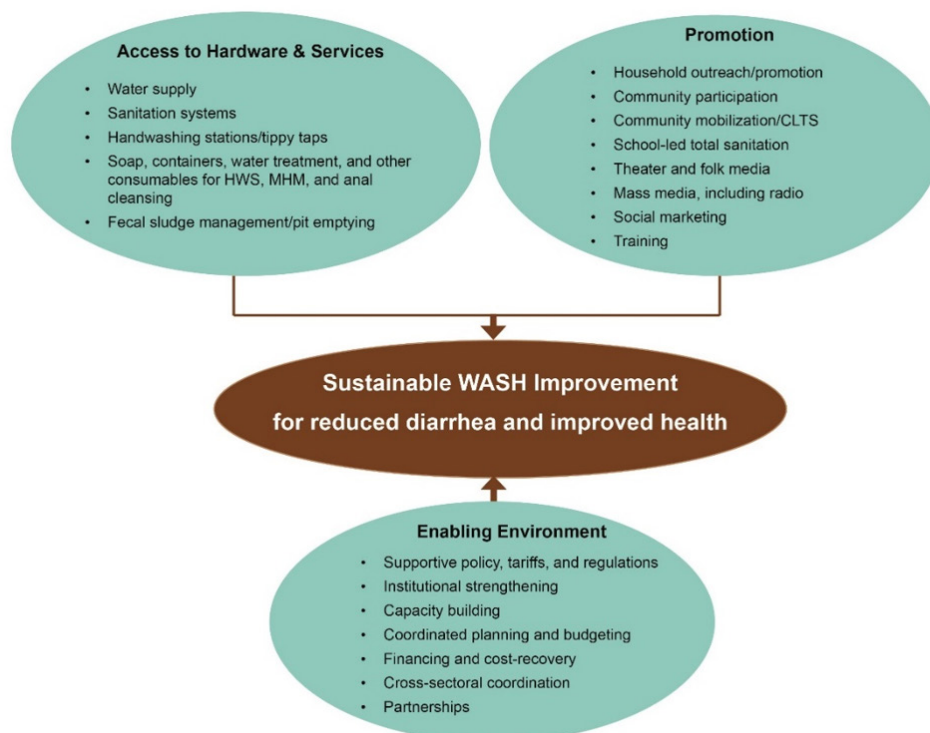 Access to Hardware & Services
• Water supply
• Sanitation systems
• Handwashing stations/tippy taps
• Soap, containers, water treatment, and other
consumables for HWS, MHM, and anal
cleansing
• Fecal sludge management/pit emptying
Promotion
• Household outreach/promotion
• Community participation
• Community mobilization/CLTS
• School-led total sanitation
• Theater and folk media
• Mass media, including radio
• Social marketing
• Training
Sustainable WASH Improvement
for reduced diarrhea and improved health
Enabling Environment
• Supportive policy, tariffs, and regulations
• Institutional strengthening
• Capacity building
• Coordinated planning and budgeting
• Financing and cost-recovery
• Cross-sectoral coordination
• Partnerships